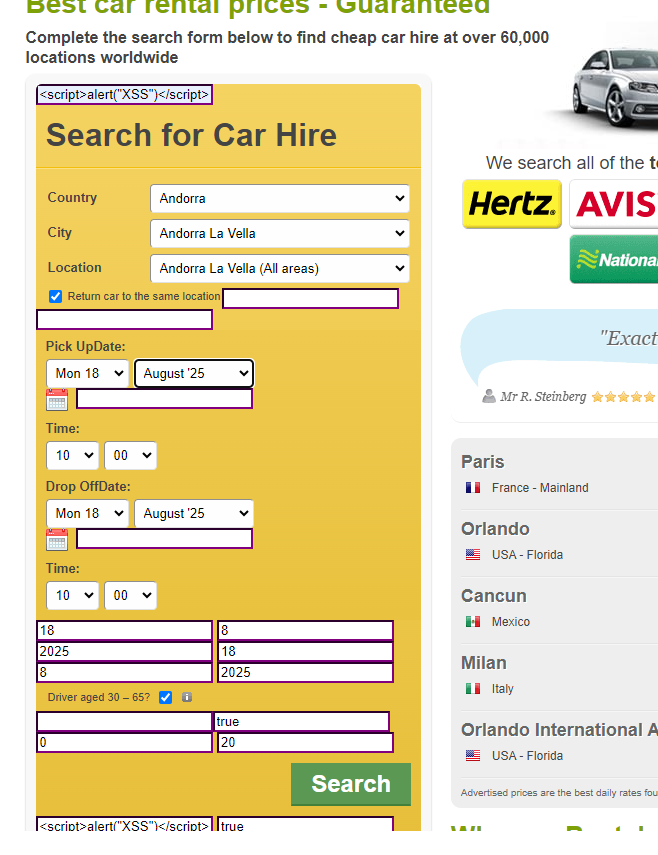 Best car rental prices - Guaranteed
Complete the search form below to find cheap car hire at over 60,000
locations worldwide
<script>alert("XSS")</script>
Search for Car Hire
Country
Andorra
City
Andorra La Vella
Location
Andorra La Vella (All areas)
Return car to the same location
Pick UpDate:
Mon 18
August '25
Time:
10
00
Drop OffDate:
Mon 18
August '25
Time:
10
00
18
8
2025
18
8
2025
Driver aged 30 – 65?
true
0
20
Search
<script>alert("XSS")</script>
true
We search all of the
Hertz.
AVIS
National
"Exact
Mr R. Steinberg
Paris
France - Mainland
Orlando
USA - Florida
Cancun
Mexico
Milan
Italy
Orlando International A
USA - Florida
Advertised prices are the best daily rates fou